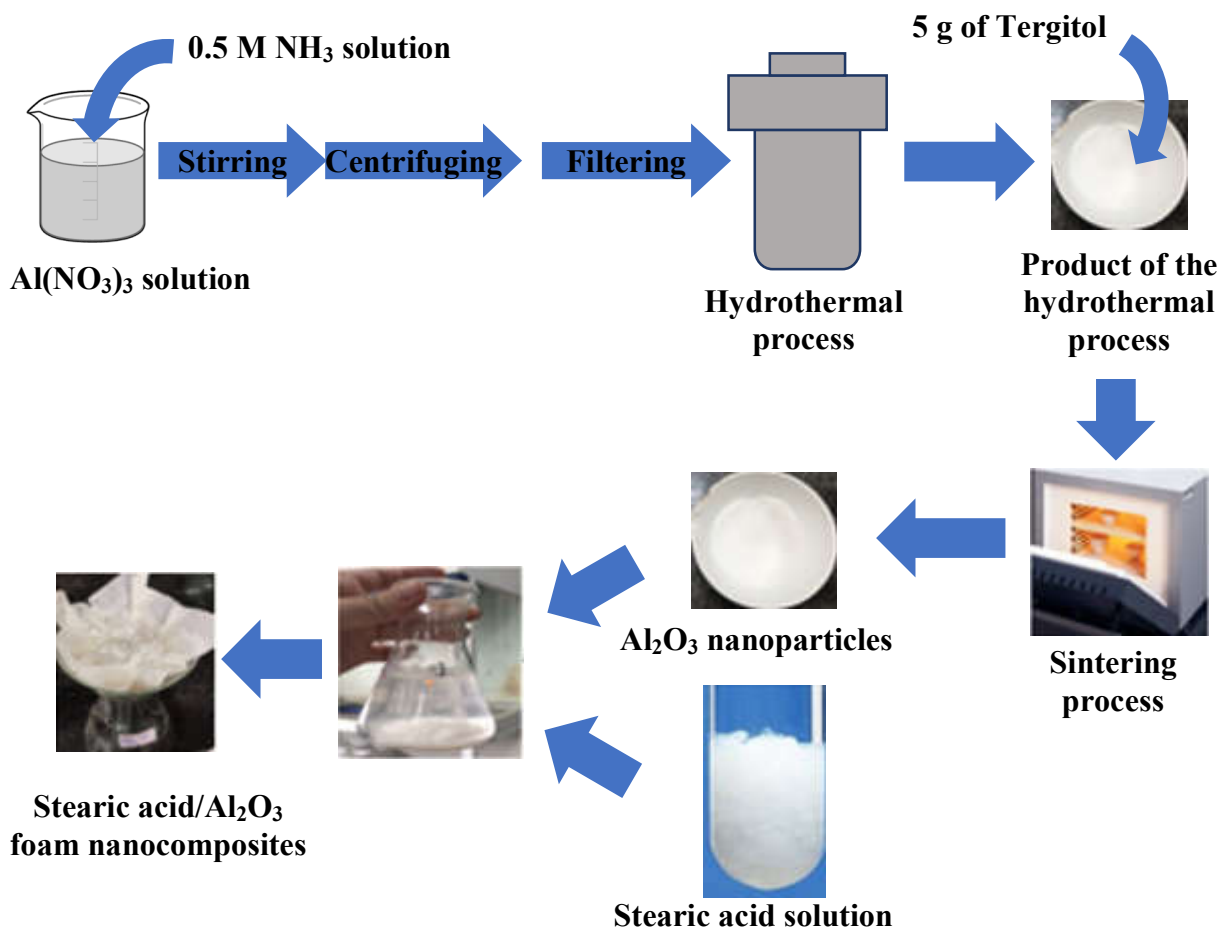 0.5 M NH₃ solution
5 g of Tergitol
Stirring
Centrifuging
Filtering
Al(NO₃)₃ solution
Hydrothermal
process
Product of the
hydrothermal
process
Al₂O₃ nanoparticles
Sintering
process
Stearic acid/Al₂O₃
foam nanocomposites
Stearic acid solution